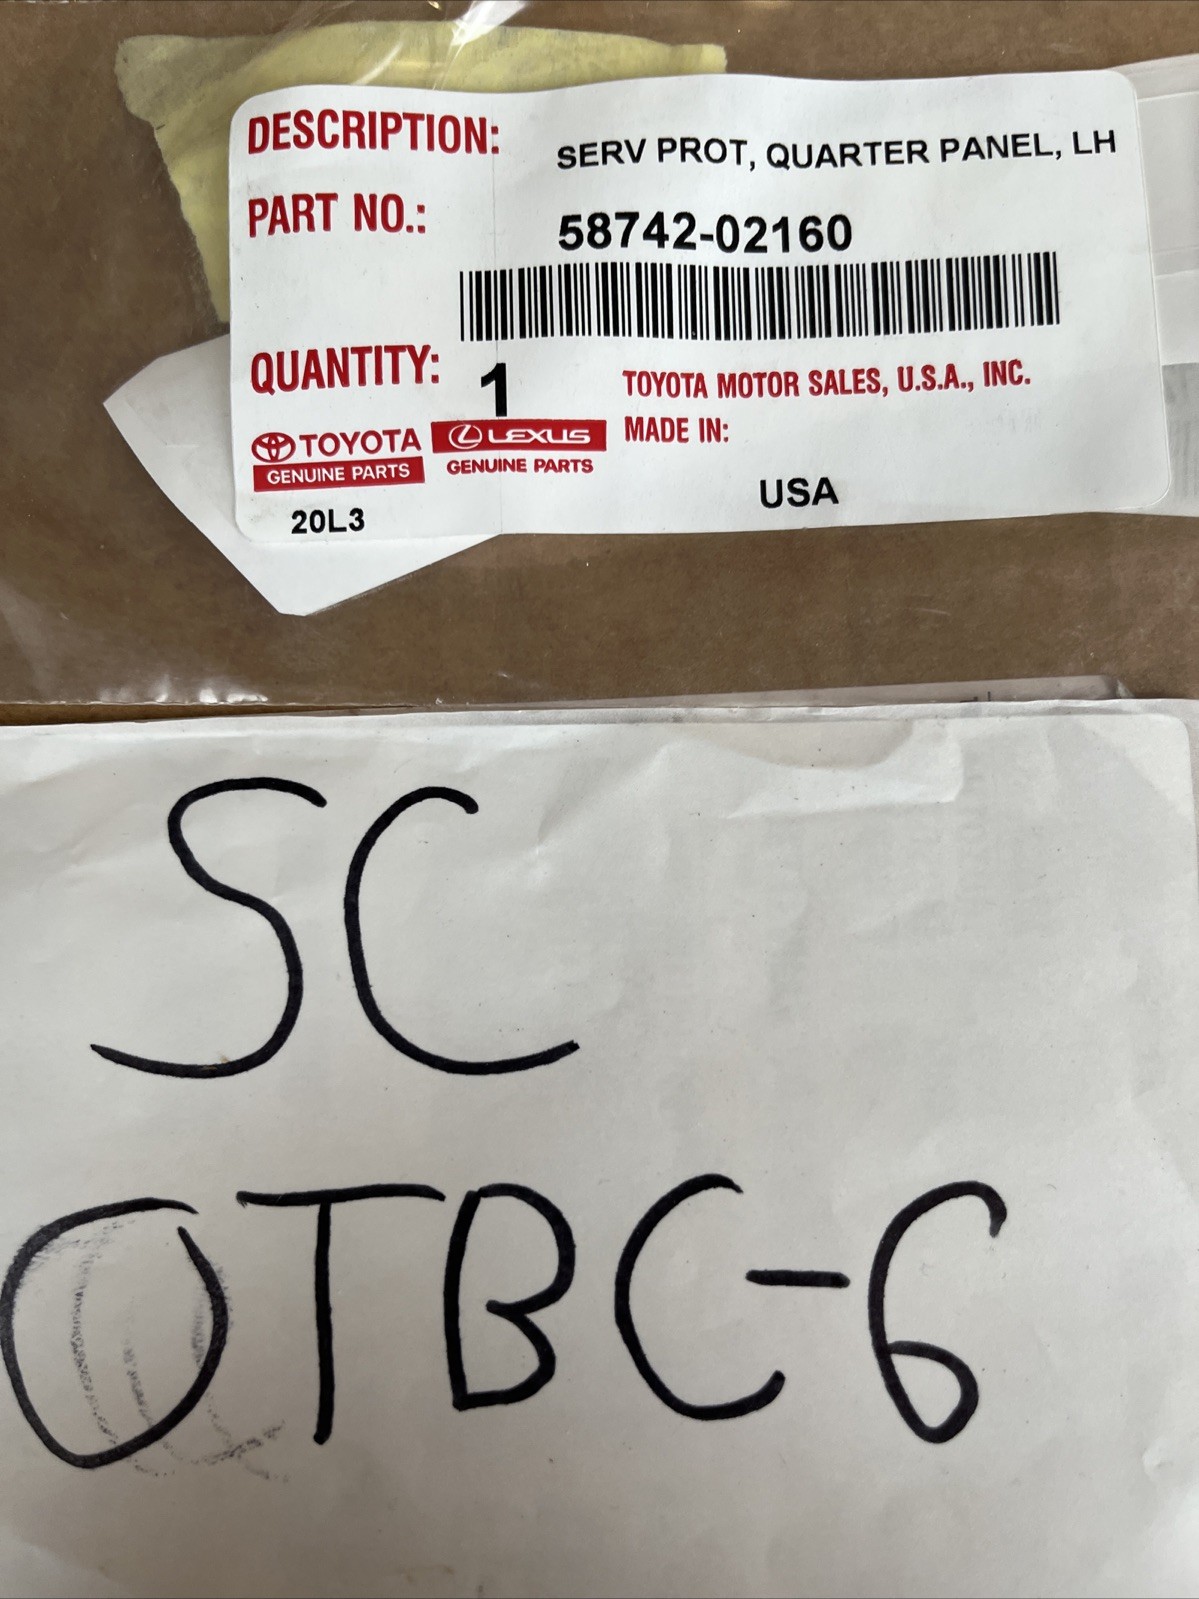 DESCRIPTION: SERV PROT, QUARTER PANEL, LH
PART NO.: 58742-02160
QUANTITY: 1
TOYOTA MOTOR SALES, U.S.A., INC.
MADE IN:
USA
TOYOTA
GENUINE PARTS
LEXUS
GENUINE PARTS
20L3
SC
OTBC-6